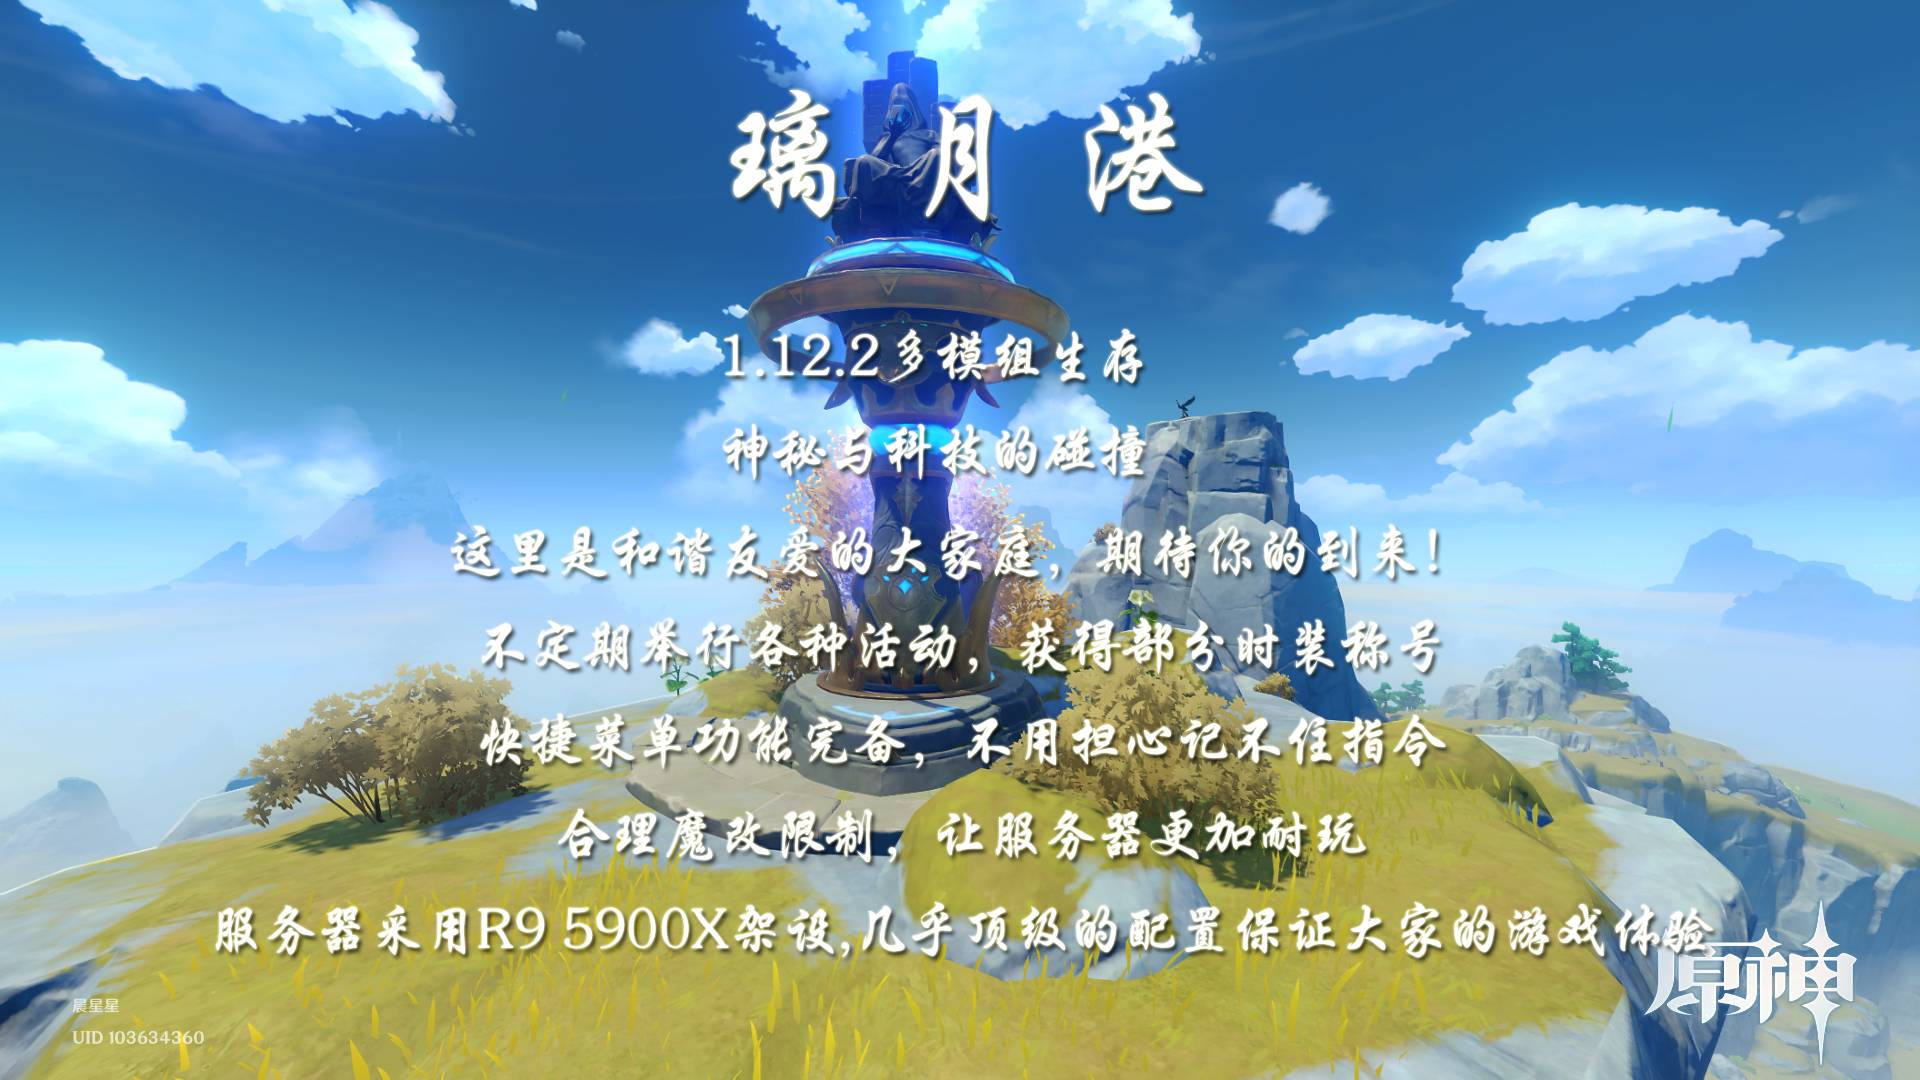 璃月港
1.12.2多模组生存
神秘与科技的碰撞
这里是和谐友爱的大家庭，期待你的到来！
不定期举行各种活动，获得部分时装称号
快捷菜单功能完备，不用担心记不住指令
合理魔改限制，让服务器更加耐玩
服务器采用R9 5900X架设,几乎顶级的配置保证大家的游戏体验
原神
晨星星
UID 103634360